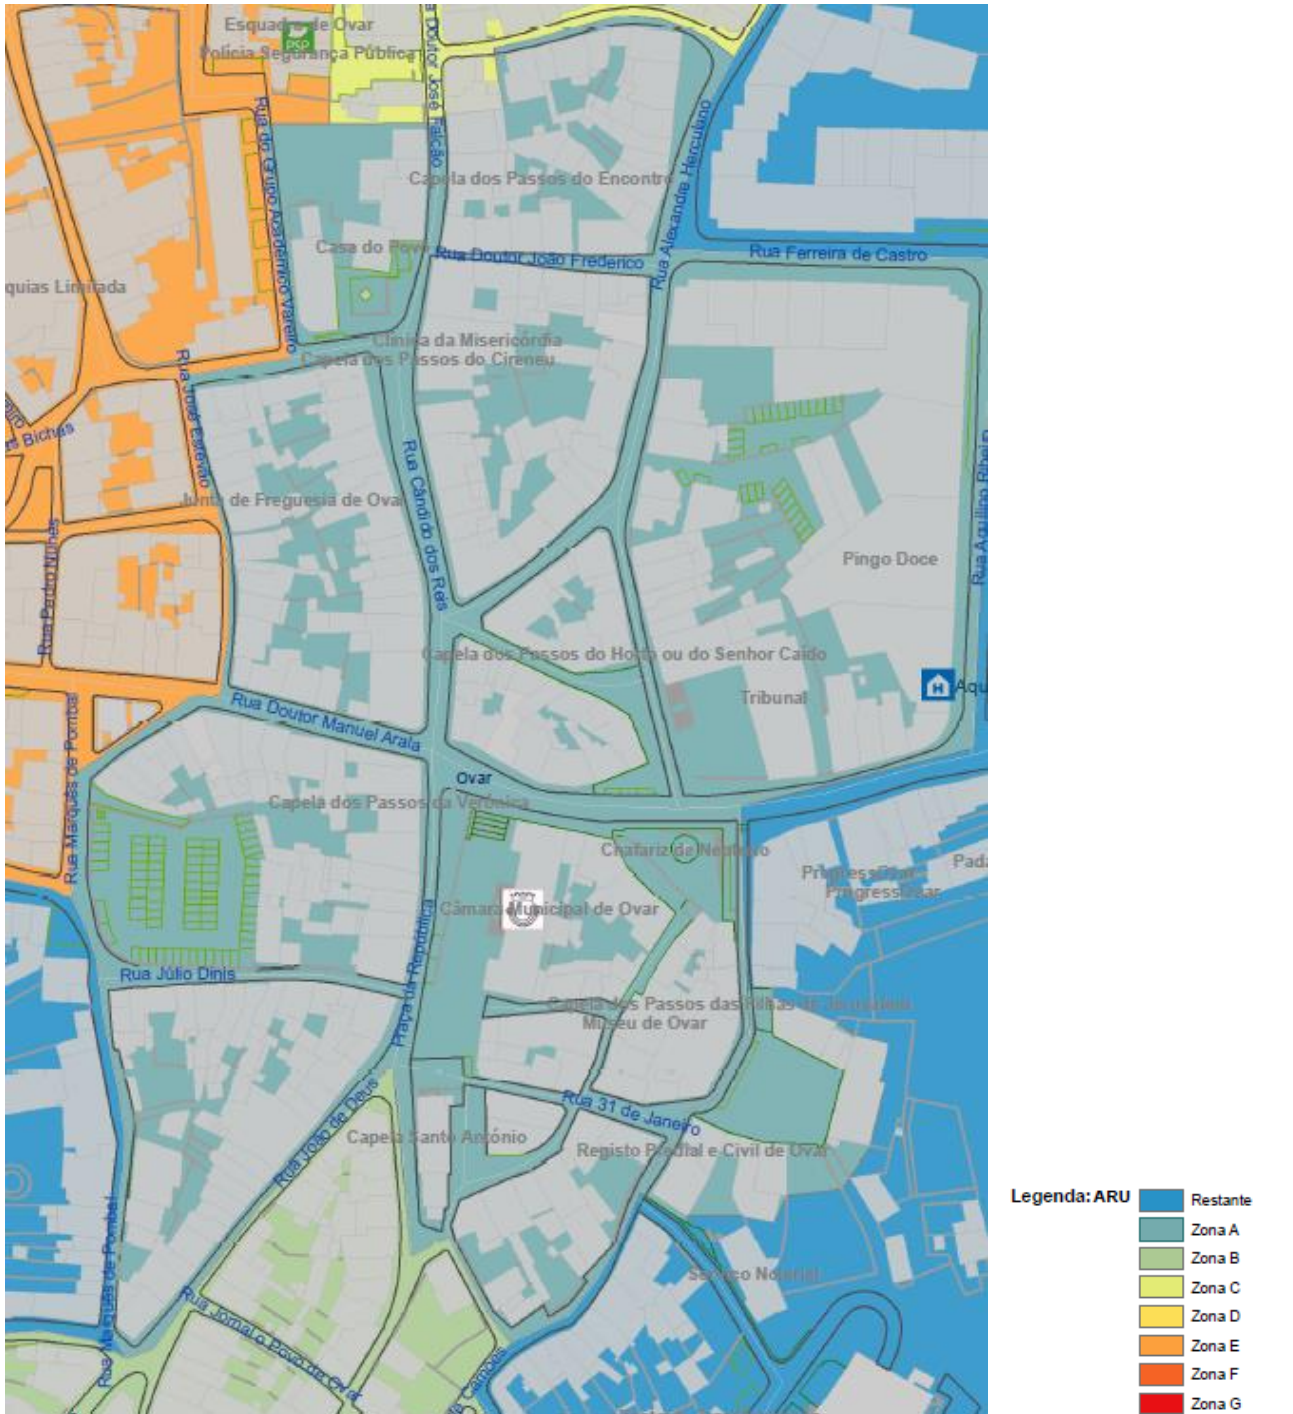 Esquadra de Ovar
PSP
Polícia Segurança Pública
a Doutor José Falcão
Rua do Grupo Académico Vareiro
Rua Alexandre Herculano
Capela dos Passos do Encontro
Casa do Povo
Rua Doutor João Frederico
Rua Ferreira de Castro
quias Limitada
Clínica da Misericórdia
Capela dos Passos do Cireneu
Rua José Estevão
s Bichas
Rua Cândido dos Reis
Junta de Freguesia de Ovar
Rua Aquilino Ribeir
Pingo Doce
Rua Pedro Nunes
Capela dos Passos do Horto ou do Senhor Caído
H
Aqu
Tribunal
Rua Doutor Manuel Arala
Rua Marquês de Pombal
Ovar
Capela dos Passos da Verónica
Chafariz de Neptuno
Pada
ProgressOvar
ProgressOvar
Câmara Municipal de Ovar
Praça da República
Rua Júlio Dinis
Capela dos Passos das Filhas de Jerusalém
Museu de Ovar
Rua 31 de Janeiro
Rua João de Deus
Capela Santo António
Registo Predial e Civil de Ovar
Rua Marquês de Pombal
Serviço Notarial
Rua Jornal o Povo de Ovar
Camões
Legenda: ARU
Restante
Zona A
Zona B
Zona C
Zona D
Zona E
Zona F
Zona G